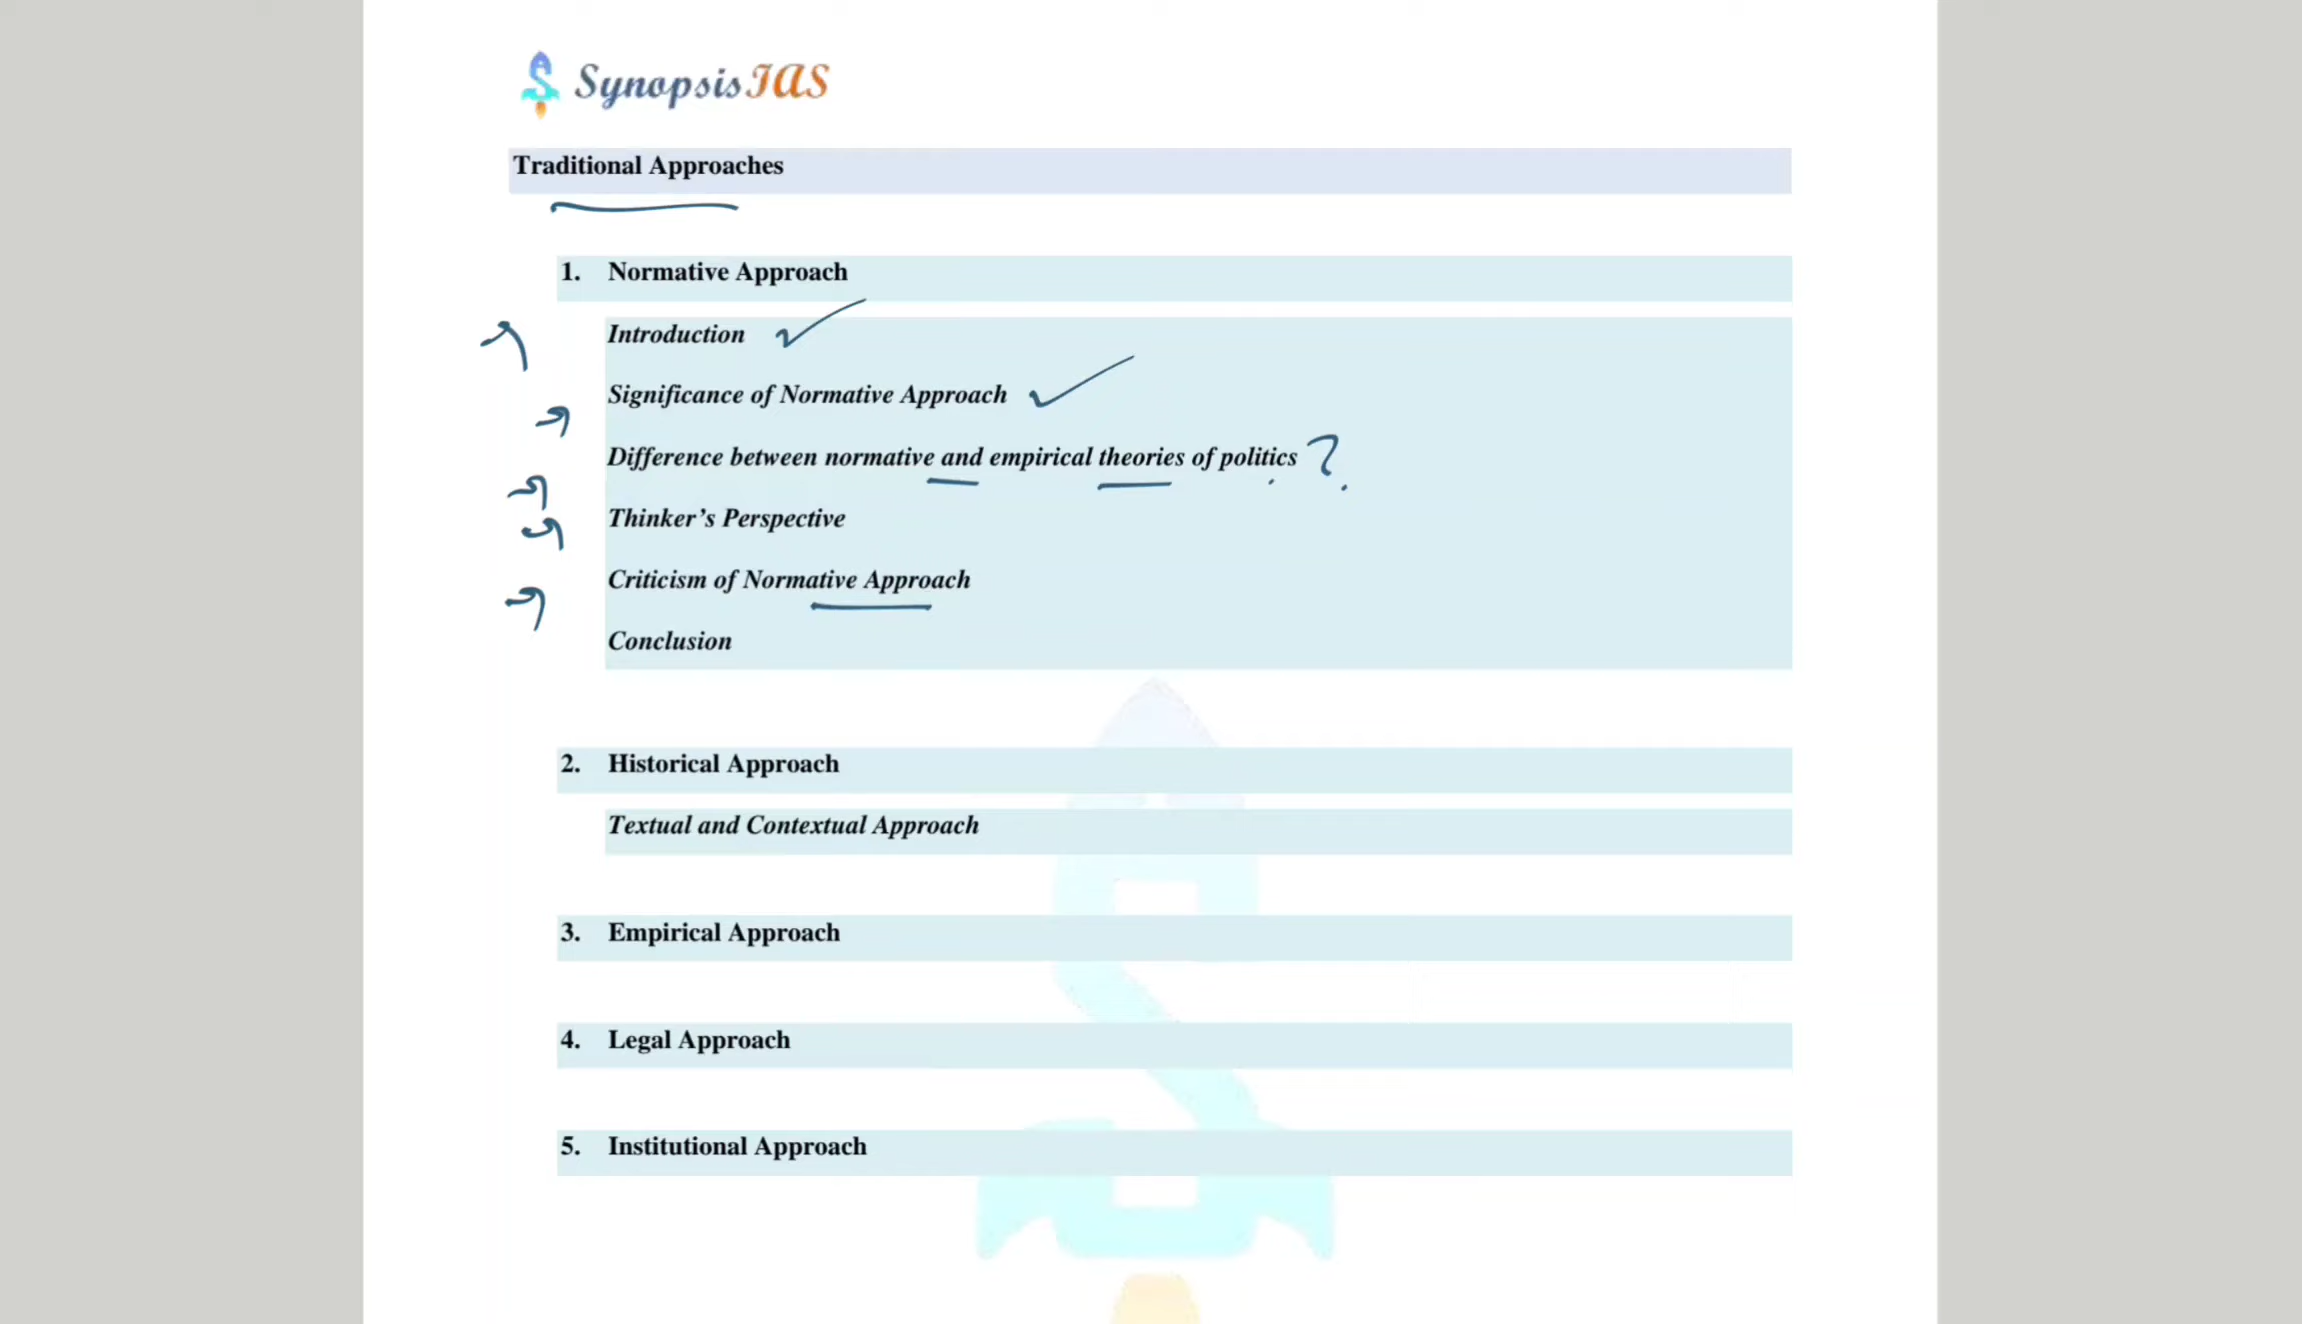 Synopsis IAS
Traditional Approaches
1. Normative Approach
Introduction
Significance of Normative Approach
Difference between normative and empirical theories of politics ?
Thinker's Perspective
Criticism of Normative Approach
Conclusion
2. Historical Approach
Textual and Contextual Approach
3. Empirical Approach
4. Legal Approach
5. Institutional Approach